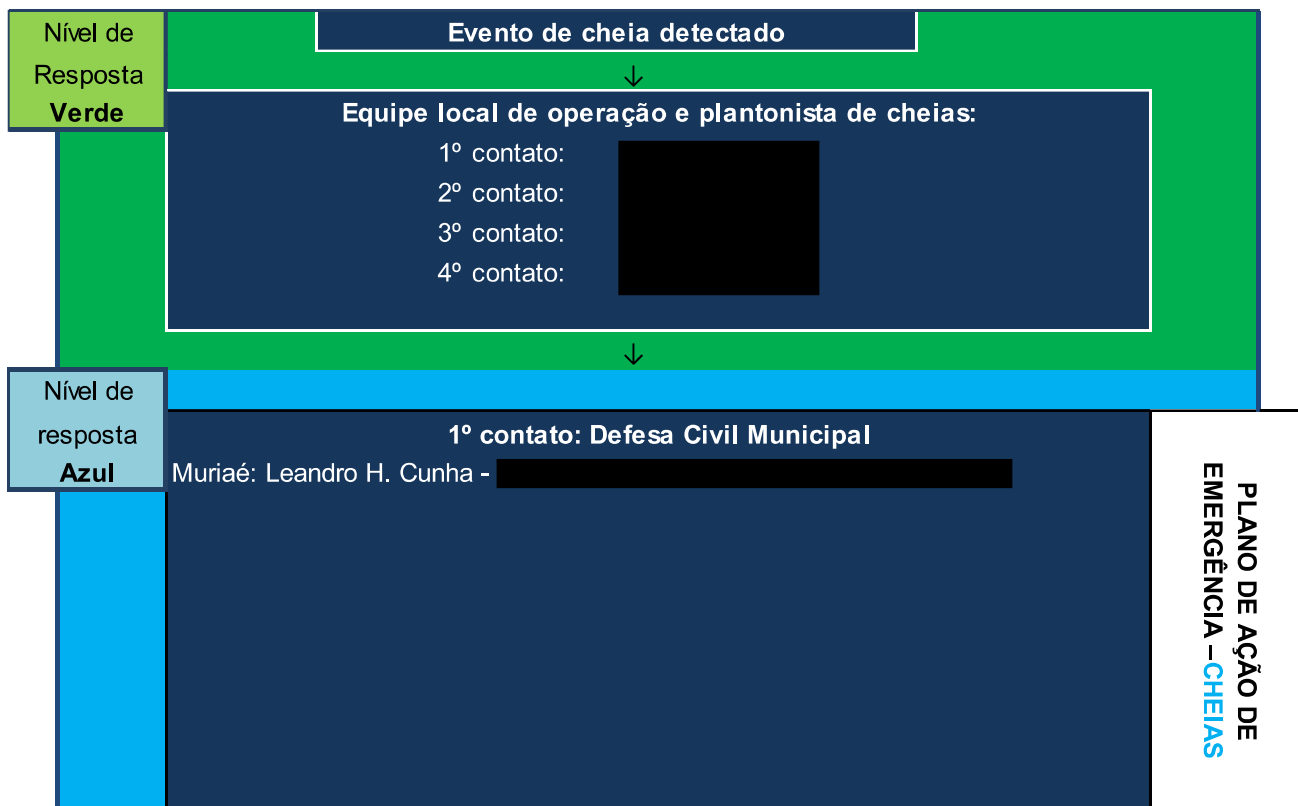 Nível de
Resposta
Verde
Evento de cheia detectado
↓
Equipe local de operação e plantonista de cheias:
1º contato:
2º contato:
3º contato:
4º contato:
↓
Nível de
resposta
Azul
1º contato: Defesa Civil Municipal
Muriaé: Leandro H. Cunha -
PLANO DE AÇÃO DE
EMERGÊNCIA – CHEIAS